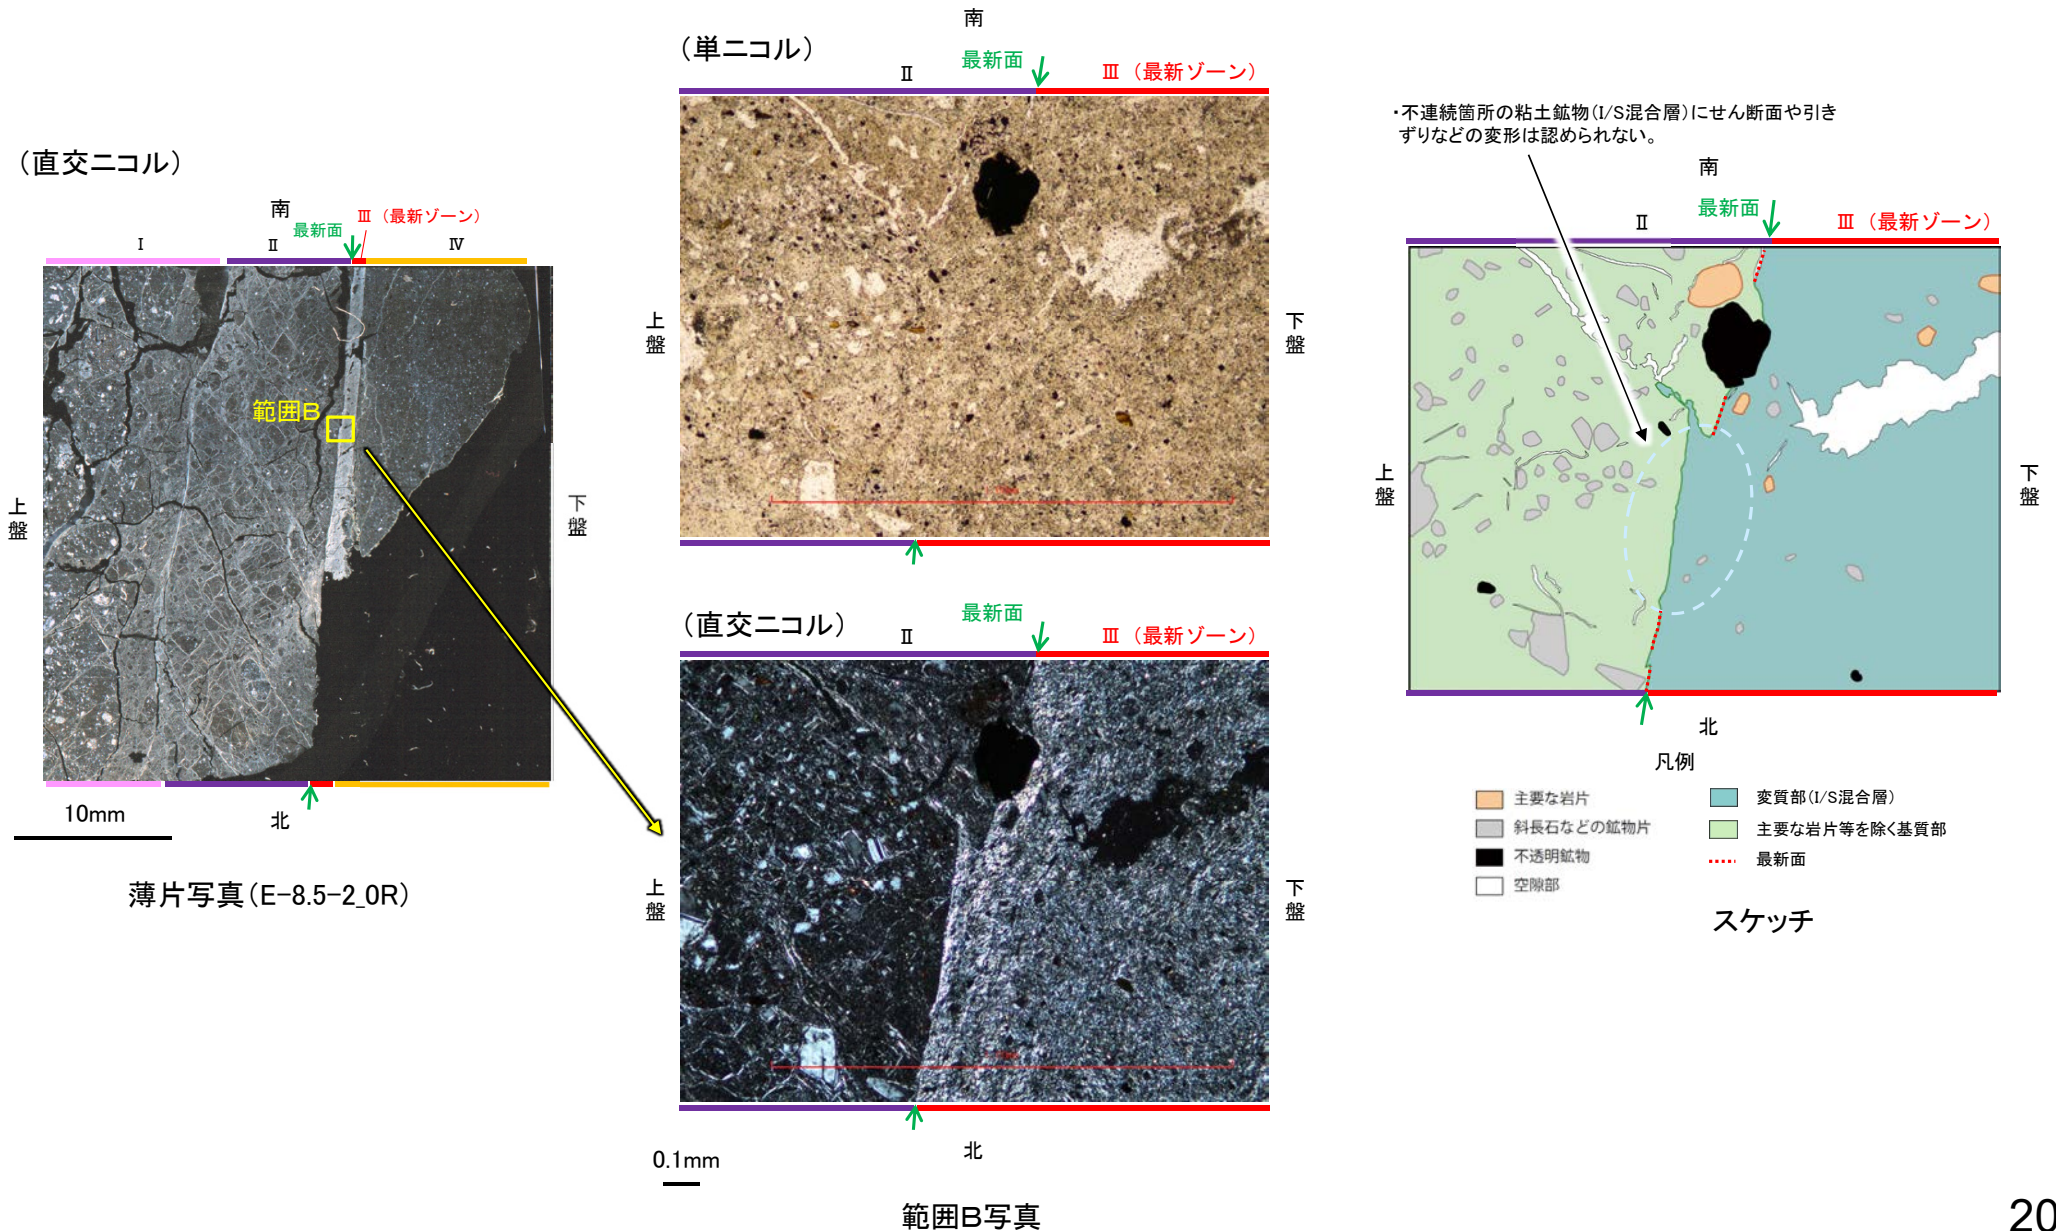 (直交ニコル)
南
最新面
Ⅲ (最新ゾーン)
Ⅰ
Ⅱ
Ⅳ
範囲B
上盤
下盤
10mm
北
薄片写真(E-8.5-2_0R)
(単ニコル)
南
Ⅱ
最新面
Ⅲ (最新ゾーン)
上盤
下盤
(直交ニコル)
Ⅱ
最新面
Ⅲ (最新ゾーン)
上盤
下盤
北
0.1mm
範囲B写真
・不連続箇所の粘土鉱物(I/S混合層)にせん断面や引き
ずりなどの変形は認められない。
南
Ⅱ
最新面
Ⅲ (最新ゾーン)
上盤
下盤
北
凡例
主要な岩片
斜長石などの鉱物片
不透明鉱物
空隙部
変質部(I/S混合層)
主要な岩片等を除く基質部
最新面
スケッチ
20